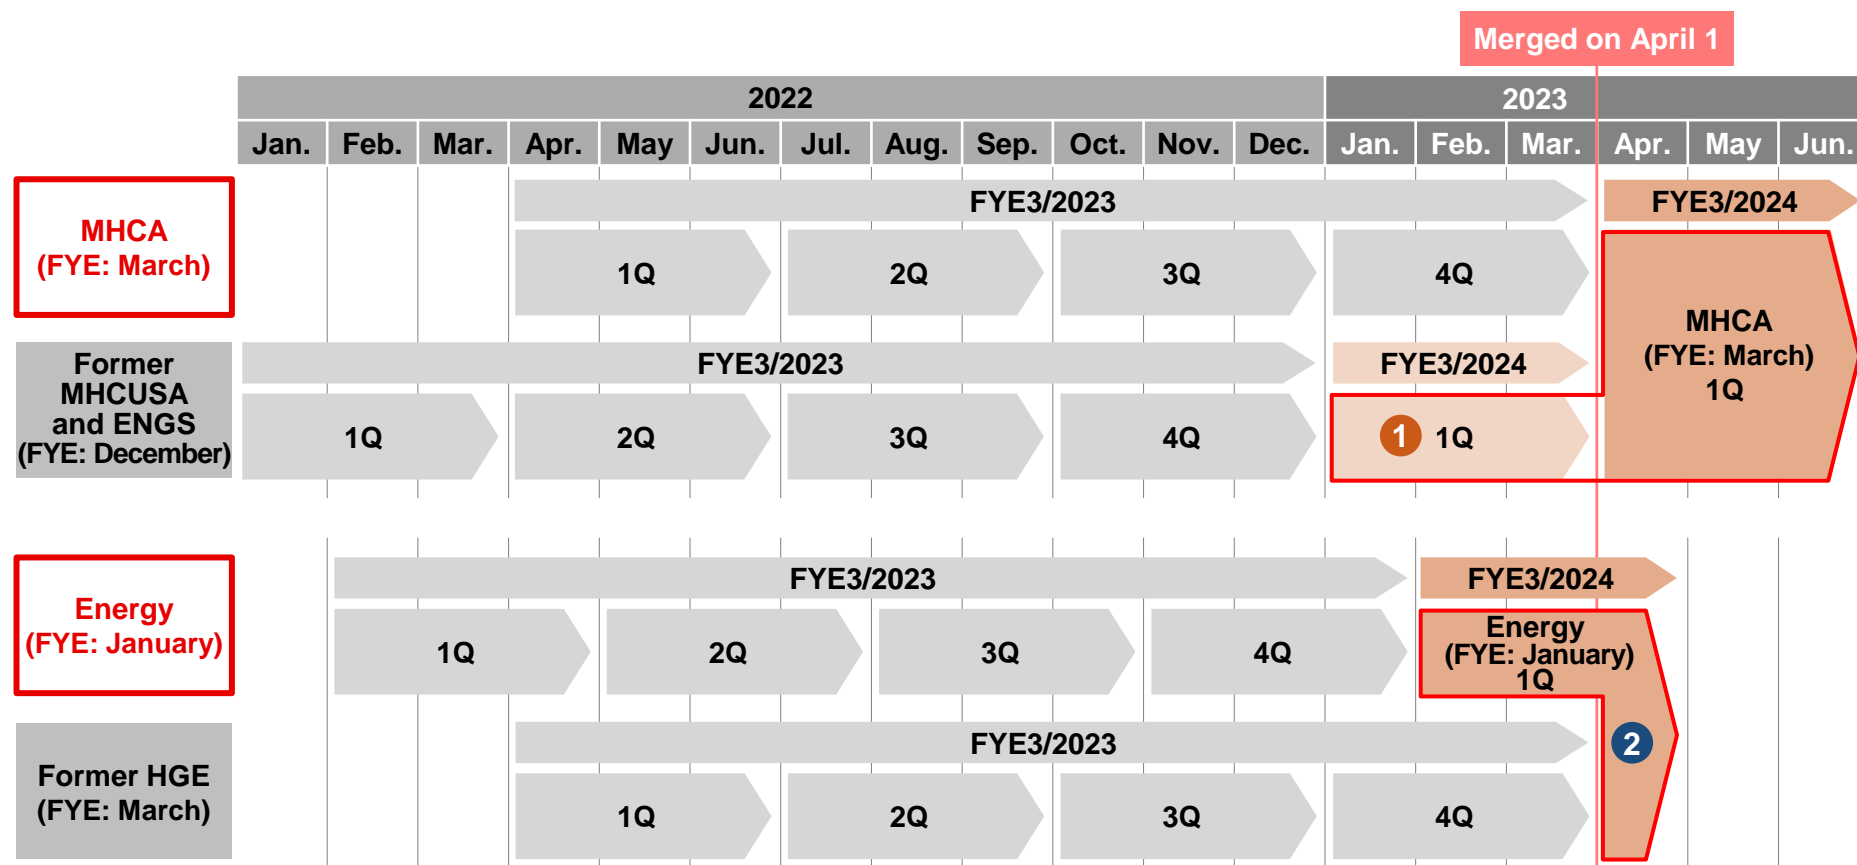 Merged on April 1
2022
2023
Jan.
Feb.
Mar.
Apr.
May
Jun.
Jul.
Aug.
Sep.
Oct.
Nov.
Dec.
Jan.
Feb.
Mar.
Apr.
May
Jun.
MHCA
(FYE: March)
FYE3/2023
FYE3/2024
1Q
2Q
3Q
4Q
MHCA
(FYE: March)
1Q
Former
MHCUSA
and ENGS
(FYE: December)
FYE3/2023
FYE3/2024
1Q
2Q
3Q
4Q
1
1Q
Energy
(FYE: January)
FYE3/2023
FYE3/2024
1Q
2Q
3Q
4Q
Energy
(FYE: January)
1Q
Former HGE
(FYE: March)
FYE3/2023
2
1Q
2Q
3Q
4Q